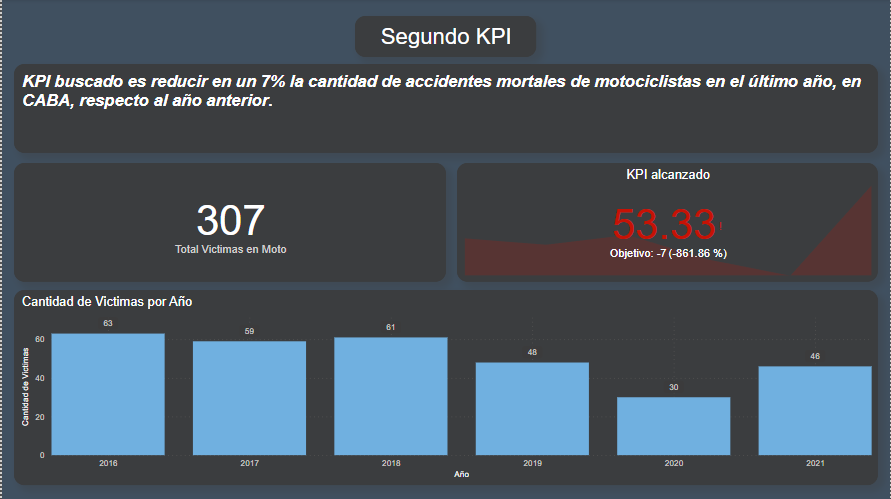 Segundo KPI
KPI buscado es reducir en un 7% la cantidad de accidentes mortales de motociclistas en el último año, en
CABA, respecto al año anterior.
307
Total Victimas en Moto
KPI alcanzado
53.33!
Objetivo: -7 (-861.86 %)
Cantidad de Victimas por Año
Cantidad de Víctimas
60
40
20
0
63
59
61
48
30
46
2016
2017
2018
2019
2020
2021
Año